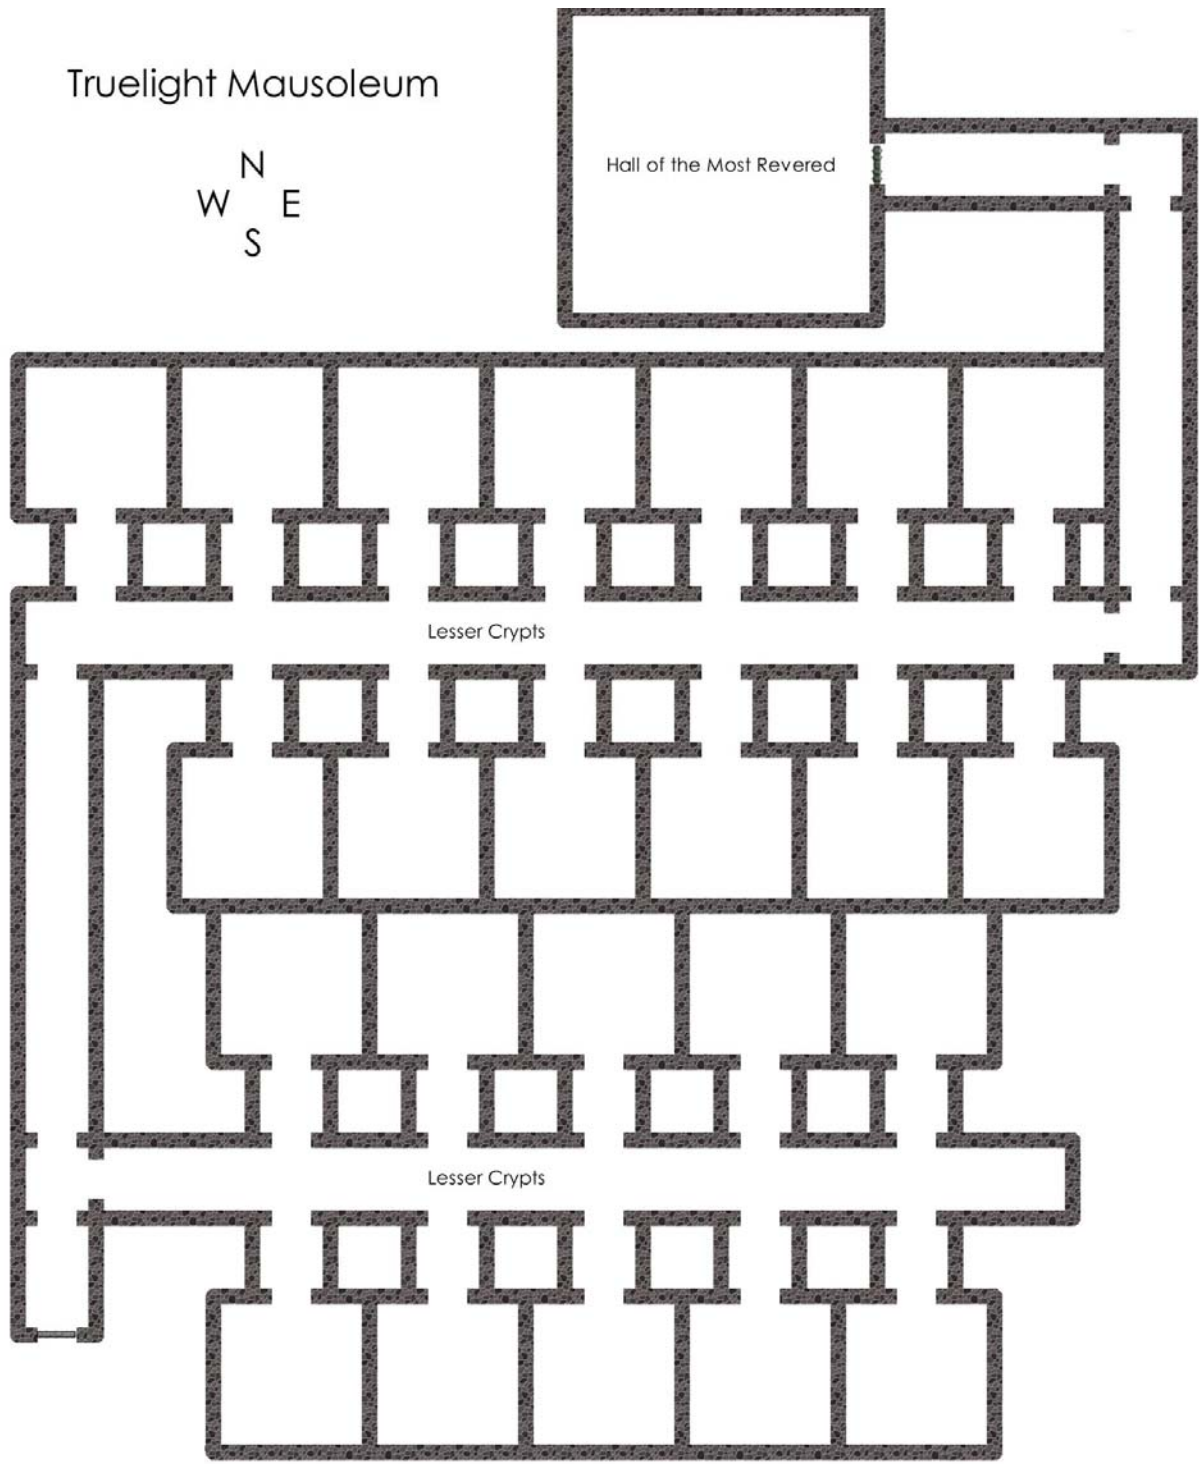 Truelight Mausoleum
N
W E
S
Hall of the Most Revered
Lesser Crypts
Lesser Crypts